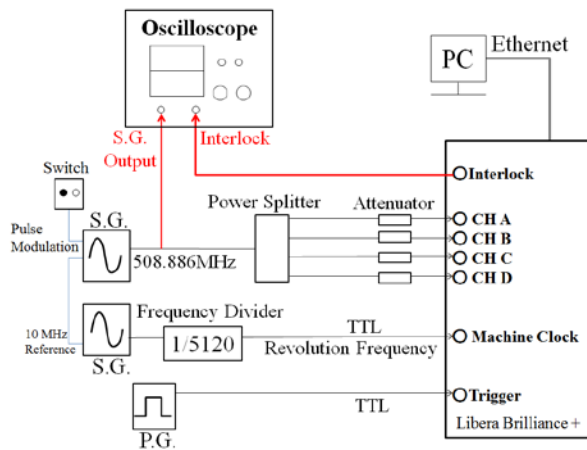 Oscilloscope
S.G.
Output
Interlock
PC
Ethernet
Switch
Pulse
Modulation
S.G.
508.886MHz
Power Splitter
Attenuator
Interlock
CH A
CH B
CH C
CH D
10 MHz
Reference
S.G.
Frequency Divider
1/5120
TTL
Revolution Frequency
Machine Clock
P.G.
TTL
Trigger
Libera Brilliance +